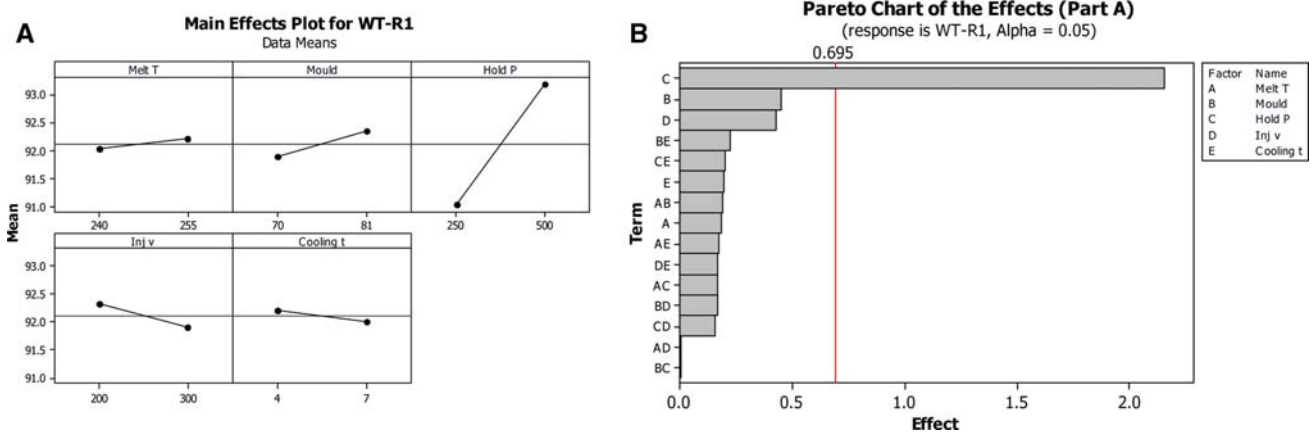 A
Main Effects Plot for WT-R1
Data Means
Melt T Mould Hold P
93.0
92.5
92.0
91.5
91.0
240 255 70 81 250 500
Inj v Cooling t
93.0
92.5
92.0
91.5
91.0
200 300 4 7
Mean
B
Pareto Chart of the Effects (Part A)
(response is WT-R1, Alpha = 0.05)
0.695
C
B
D
BE
CE
E
AB
A
AE
DE
AC
BD
CD
AD
BC
Term
0.0 0.5 1.0 1.5 2.0
Effect
Factor Name
A Melt T
B Mould
C Hold P
D Inj v
E Cooling t